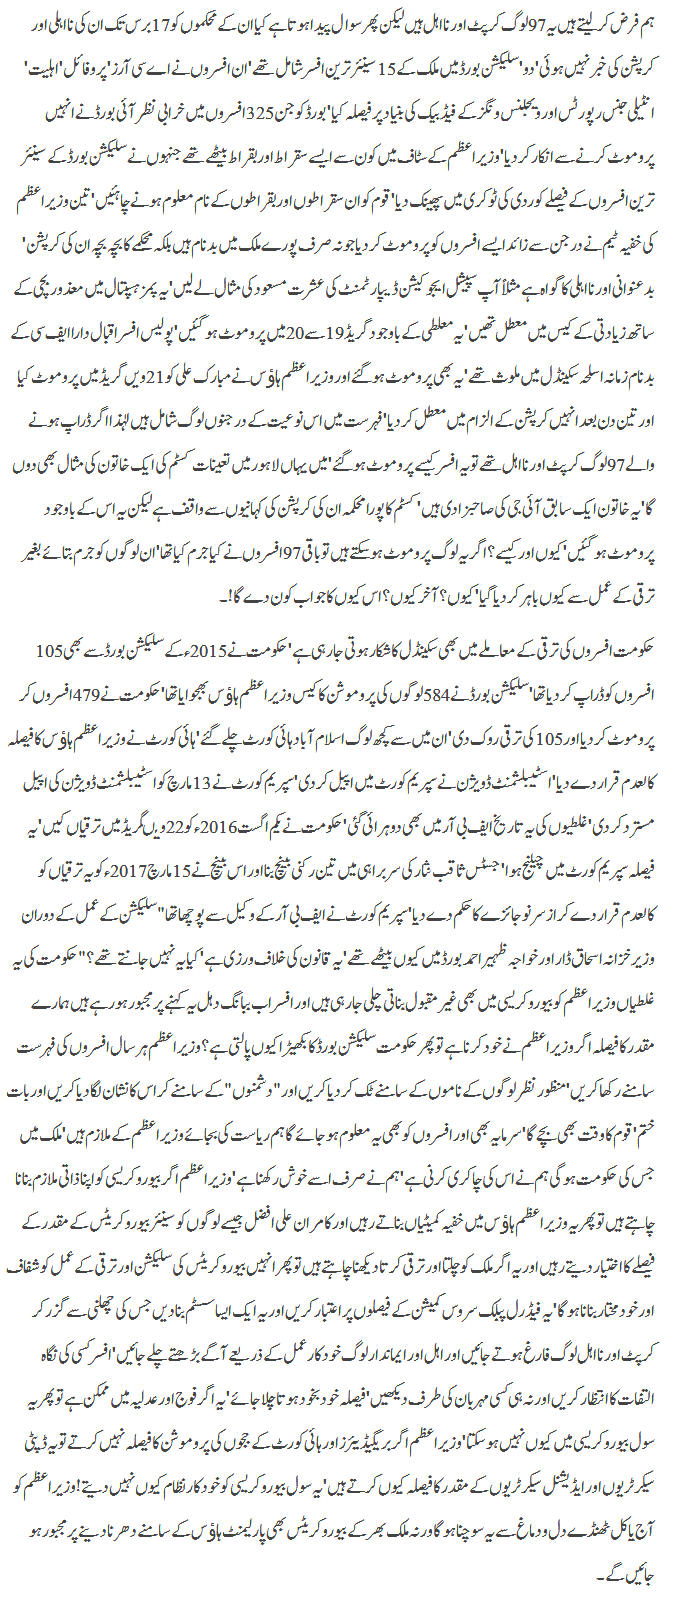 ہم فرض کر لیتے ہیں یہ 97 لوگ کرپٹ اور نااہل ہیں لیکن پھر سوال پیدا ہوتا ہے کیا ان کے محکموں کو 17 برس تک ان کی نااہلی اور
کرپشن کی خبر نہیں ہوئی' دو' سلیکشن بورڈ میں ملک کے 15 سینئر ترین افسر شامل تھے' ان افسروں نے اے سی آرز' پروفائل' اہلیت'
انٹیلی جنس رپورٹس اور ویجلنس ونگز کے فیڈ بیک کی بنیاد پر فیصلہ کیا' بورڈ کو جن 325 افسروں میں خرابی نظر آئی بورڈ نے انہیں
پروموٹ کرنے سے انکار کر دیا' وزیراعظم کے سٹاف میں کون سے ایسے سقراط اور بقراط بیٹھے تھے جنہوں نے سلیکشن بورڈ کے سینئر
ترین افسروں کے فیصلے کو ردی کی ٹوکری میں پھینک دیا' قوم کو ان سقراطوں اور بقراطوں کے نام معلوم ہونے چاہئیں' تین وزیراعظم
کی خفیہ ٹیم نے درجن سے زائد ایسے افسروں کو پروموٹ کر دیا جو نہ صرف پورے ملک میں بدنام ہیں بلکہ محکمے کا بچہ بچہ ان کی کرپشن'
بدعنوانی اور نااہلی کا گواہ ہے مثلاً آپ سپیشل ایجوکیشن ڈیپارٹمنٹ کی عشرت مسعود کی مثال لے لیں' یہ پمز ہسپتال میں معذور بچی کے
ساتھ زیادتی کے کیس میں معطل تھیں' یہ معطلی کے باوجود گریڈ 19 سے 20 میں پروموٹ ہو گئیں' پولیس افسر اقبال دارا ایف سی کے
بدنام زمانہ اسلحہ سکینڈل میں ملوث تھے' یہ بھی پروموٹ ہو گئے اور وزیراعظم ہاؤس نے مبارک علی کو 21 ویں گریڈ میں پروموٹ کیا
اور تین دن بعد انہیں کرپشن کے الزام میں معطل کر دیا' فہرست میں اس نوعیت کے درجنوں لوگ شامل ہیں لہٰذا اگر ڈراپ ہونے
والے 97 لوگ کرپٹ اور نااہل تھے تو یہ افسر کیسے پروموٹ ہو گئے' میں یہاں لاہور میں تعینات کسٹم کی ایک خاتون کی مثال بھی دوں
گا' یہ خاتون ایک سابق آئی جی کی صاحبزادی ہیں' کسٹم کا پورا محکمہ ان کی کرپشن کی کہانیوں سے واقف ہے لیکن یہ اس کے باوجود
پروموٹ ہو گئیں' کیوں اور کیسے؟ اگر یہ لوگ پروموٹ ہو سکتے ہیں تو باقی 97 افسروں نے کیا جرم کیا تھا' ان لوگوں کو جرم بتائے بغیر
ترقی کے عمل سے کیوں باہر کر دیا گیا' کیوں؟ آخر کیوں؟ اس کیوں کا جواب کون دے گا!۔
حکومت افسروں کی ترقی کے معاملے میں بھی سکینڈل کا شکار ہوتی جا رہی ہے' حکومت نے 2015ء کے سلیکشن بورڈ سے بھی 105
افسروں کو ڈراپ کر دیا تھا' سلیکشن بورڈ نے 584 لوگوں کی پروموشن کا کیس وزیراعظم ہاؤس بھجوایا تھا' حکومت نے 479 افسروں کر
پروموٹ کر دیا اور 105 کی ترقی روک دی' ان میں سے کچھ لوگ اسلام آباد ہائی کورٹ چلے گئے' ہائی کورٹ نے وزیراعظم ہاؤس کا فیصلہ
کالعدم قرار دے دیا' اسٹیبلشمنٹ ڈویژن نے سپریم کورٹ میں اپیل کر دی' سپریم کورٹ نے 13 مارچ کو اسٹیبلشمنٹ ڈویژن کی اپیل
مسترد کر دی' غلطیوں کی یہ تاریخ ایف بی آر میں بھی دوہرائی گئی' حکومت نے یکم اگست 2016ء کو 22 ویں گریڈ میں ترقیاں کیں' یہ
فیصلہ سپریم کورٹ میں چیلنج ہوا' جسٹس ثاقب نثار کی سربراہی میں تین رکنی بینچ بنا اور اس بینچ نے 15 مارچ 2017ء کو یہ ترقیاں کو
کالعدم قرار دے کر از سر نو جائزے کا حکم دے دیا' سپریم کورٹ نے ایف بی آر کے وکیل سے پوچھا تھا ''سلیکشن کے عمل کے دوران
وزیر خزانہ اسحاق ڈار اور خواجہ ظہیر احمد بورڈ میں کیوں بیٹھے تھے' یہ قانون کی خلاف ورزی ہے' کیا یہ نہیں جانتے تھے؟'' حکومت کی یہ
غلطیاں وزیراعظم کو بیوروکریسی میں بھی غیر مقبول بناتی چلی جا رہی ہیں اور افسر اب ببانگ دہل یہ کہنے پر مجبور ہو رہے ہیں ہمارے
مقدر کا فیصلہ اگر وزیراعظم نے خود کرنا ہے تو پھر حکومت سلیکشن بورڈ کا بکھیڑا کیوں پالتی ہے؟ وزیراعظم ہر سال افسروں کی فہرست
سامنے رکھا کریں' منظور نظر لوگوں کے ناموں کے سامنے ٹک کر دیا کریں اور ''دشمنوں'' کے سامنے کراس کا نشان لگا دیا کریں اور بات
ختم' قوم کا وقت بھی بچے گا' سرمایہ بھی اور افسروں کو بھی یہ معلوم ہو جائے گا ہم ریاست کی بجائے وزیراعظم کے ملازم ہیں' ملک میں
جس کی حکومت ہو گی ہم نے اس کی چاکری کرنی ہے' ہم نے صرف اسے خوش رکھنا ہے' وزیراعظم اگر بیوروکریسی کو اپنا ذاتی ملازم بنانا
چاہتے ہیں تو پھر یہ وزیراعظم ہاؤس میں خفیہ کمیٹیاں بناتے رہیں اور کامران علی افضل جیسے لوگوں کو سینئر بیوروکریٹس کے مقدر کے
فیصلے کا اختیار دیتے رہیں اور یہ اگر ملک کو چلتا اور ترقی کرتا دیکھنا چاہتے ہیں تو پھر انہیں بیوروکریٹس کی سلیکشن اور ترقی کے عمل کو شفاف
اور خود مختار بنانا ہو گا' یہ فیڈرل پبلک سروس کمیشن کے فیصلوں پر اعتبار کریں اور یہ ایک ایسا سسٹم بنا دیں جس کی چھلنی سے گزر کر
کرپٹ اور نااہل لوگ فارغ ہوتے جائیں اور اہل اور ایماندار لوگ خود کار عمل کے ذریعے آگے بڑھتے چلے جائیں' افسر کسی کی نگاہ
التفات کا انتظار کریں اور نہ ہی کسی مہربان کی طرف دیکھیں' فیصلہ خود بخود ہوتا چلا جائے' یہ اگر فوج اور عدلیہ میں ممکن ہے تو پھر یہ
سول بیوروکریسی میں کیوں نہیں ہو سکتا' وزیراعظم اگر بریگیڈیئرز اور ہائی کورٹ کے ججوں کی پروموشن کا فیصلہ نہیں کرتے تو یہ ڈپٹی
سیکرٹریوں اور ایڈیشنل سیکرٹریوں کے مقدر کا فیصلہ کیوں کرتے ہیں' یہ سول بیوروکریسی کو خود کار نظام کیوں نہیں دیتے! وزیراعظم کو
آج یا کل ٹھنڈے دل و دماغ سے یہ سوچنا ہو گا ورنہ ملک بھر کے بیوروکریٹس بھی پارلیمنٹ ہاؤس کے سامنے دھرنا دینے پر مجبور ہو
جائیں گے۔